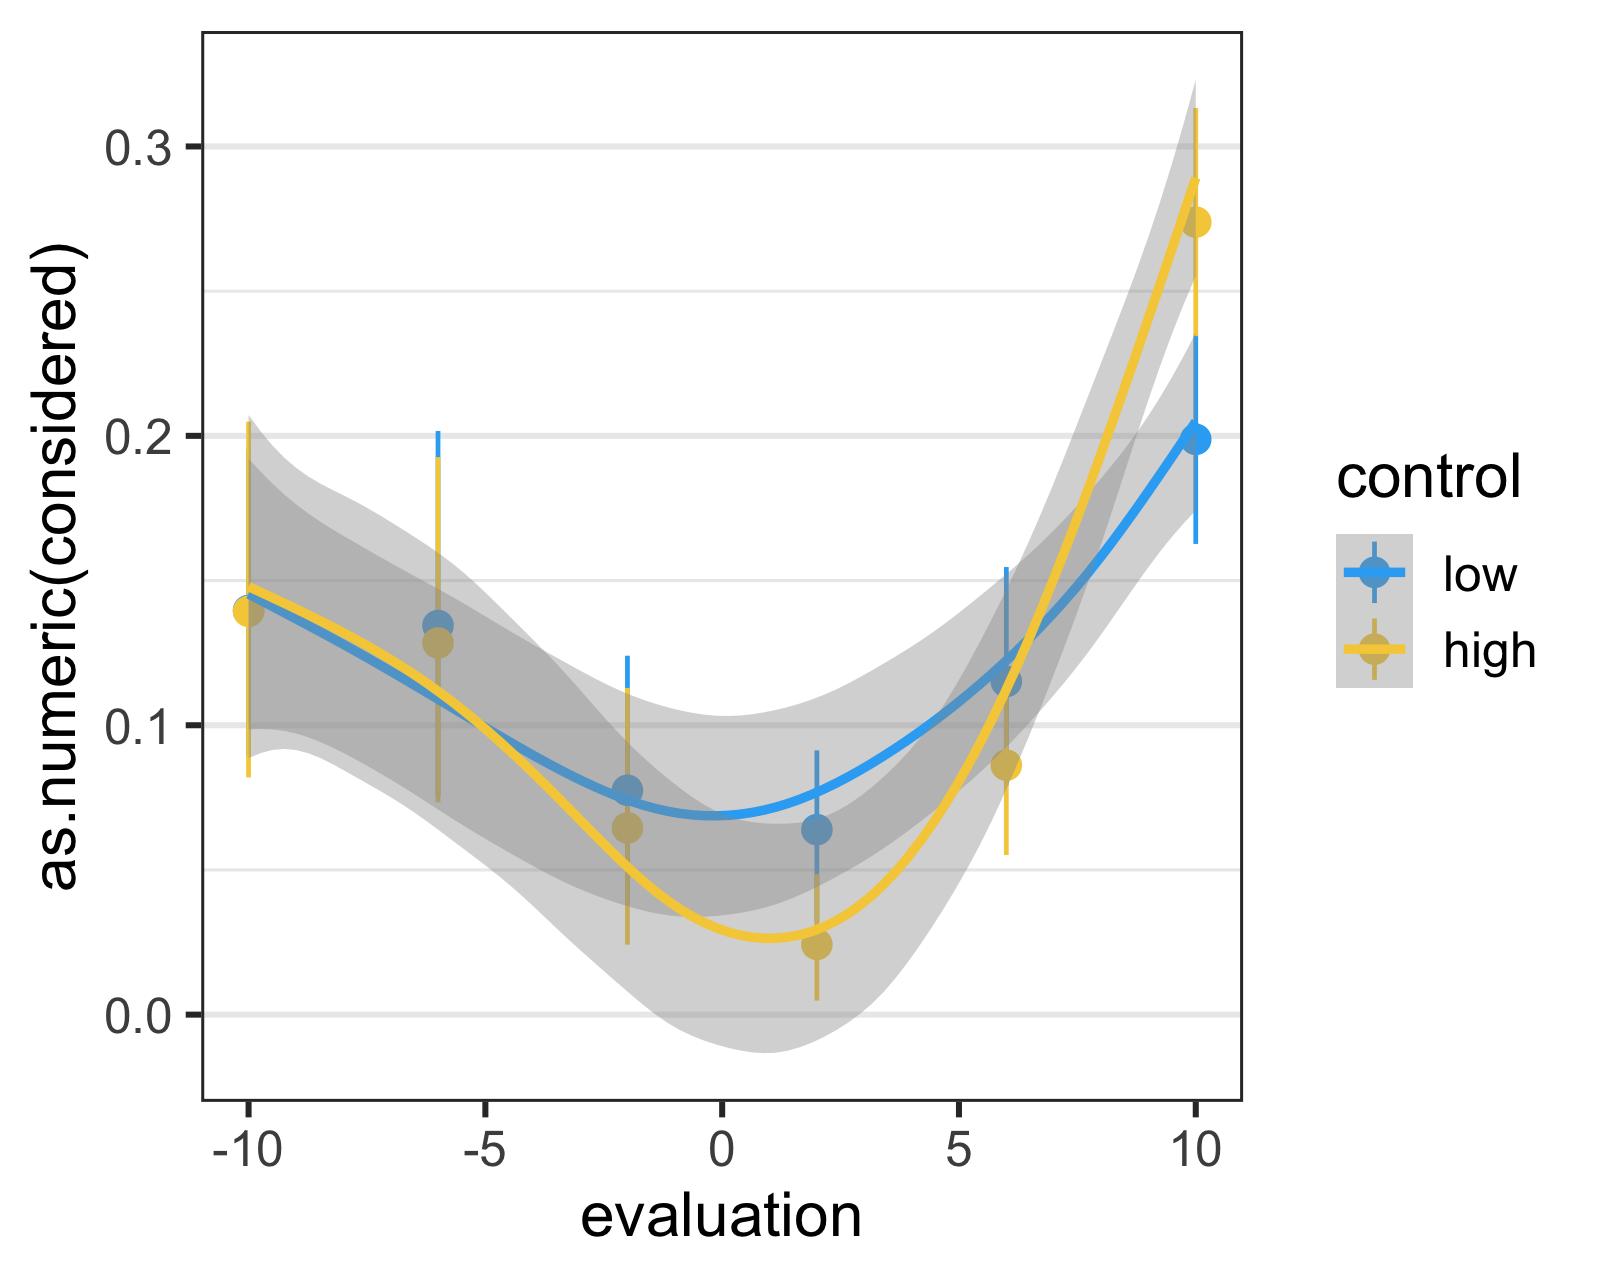 0.3
0.2
0.1
0.0
as.numeric(considered)
-10
-5
0
5
10
evaluation
control
low
high